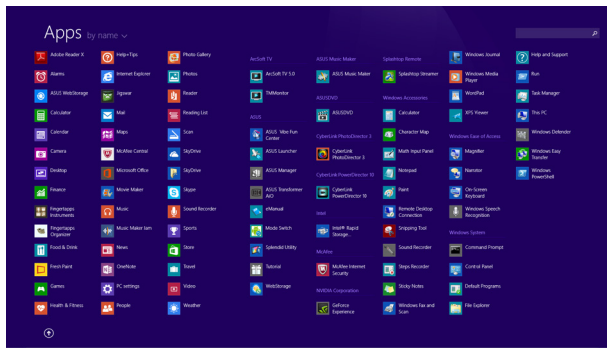 Apps by name
Adobe Reader X
Alarms
ASUS WebStorage
Calculator
Calendar
Camera
Desktop
Finance
Fingertapps
Instruments
Fingertapps
Organizer
Food & Drink
Fresh Paint
Games
Health & Fitness
Help+Tips
Internet Explorer
Jigswar
Mail
Maps
McAfee Central
Microsoft Office
Movie Maker
Music
Music Maker Jam
News
OneNote
PC settings
People
Photo Gallery
Photos
Reader
Reading List
Scan
SkyDrive
SkyDrive
Skype
Sound Recorder
Sports
Store
Travel
Video
Weather
ArcSoft TV
ArcSoft TV 5.0
TMMonitor
ASUS
ASUS Vibe Fun
Center
ASUS Launcher
ASUS Manager
ASUS Transformer
AiO
eManual
Mode Switch
Splendid Utility
Tutorial
WebStorage
ASUS Music Maker
ASUS Music Maker
ASUSDVD
ASUSDVD
CyberLink PhotoDirector 3
CyberLink
PhotoDirector 3
CyberLink PowerDirector 10
CyberLink
PowerDirector 10
Intel
Intel® Rapid
Storage...
McAfee
McAfee Internet
Security
NVIDIA Corporation
GeForce
Experience
Splashtop Remote
Splashtop Streamer
Windows Accessories
Calculator
Character Map
Math Input Panel
Notepad
Paint
Remote Desktop
Connection
Snipping Tool
Sound Recorder
Steps Recorder
Sticky Notes
Windows Fax and
Scan
Windows Journal
Windows Media
Player
WordPad
XPS Viewer
Windows Ease of Access
Magnifier
Narrator
On-Screen
Keyboard
Windows Speech
Recognition
Windows System
Command Prompt
Control Panel
Default Programs
File Explorer
Help and Support
Run
Task Manager
This PC
Windows Defender
Windows Easy
Transfer
Windows
PowerShell